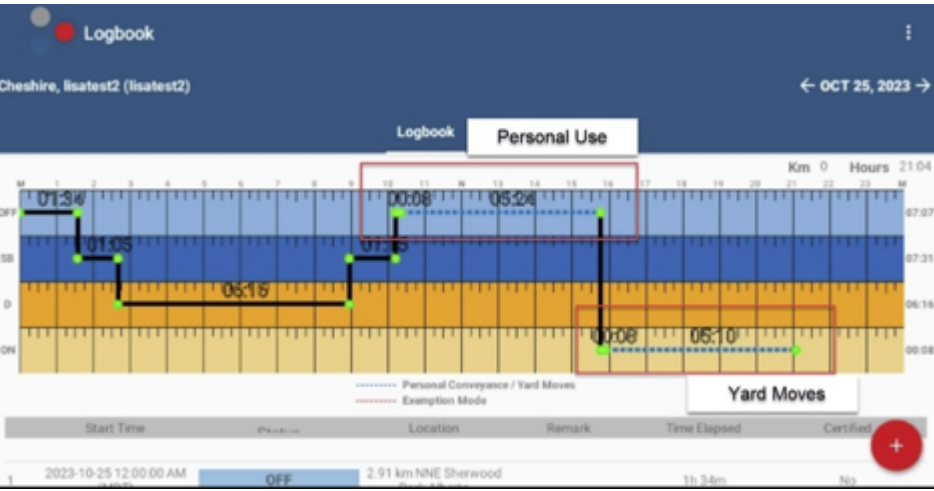 Logbook
Cheshire, lisatest2 (lisatest2)
← OCT 25, 2023 →
Logbook
Personal Use
Km 0 Hours 21:04
M 1 2 3 4 5 6 7 8 9 10 11 N 13 14 15 16 17 18 19 20 21 22 23 M
OFF 01:34 00:08 05:24 07:07
SB 01:05 07:31
D 06:16 06:16
ON 00:08 05:10 00:08
Personal Conveyance / Yard Moves
Exemption Mode
Yard Moves
Start Time Status Location Remark Time Elapsed Certified
+
1 2023-10-25 12:00:00 AM OFF 2.91 km NNE Sherwood 1h 34m No